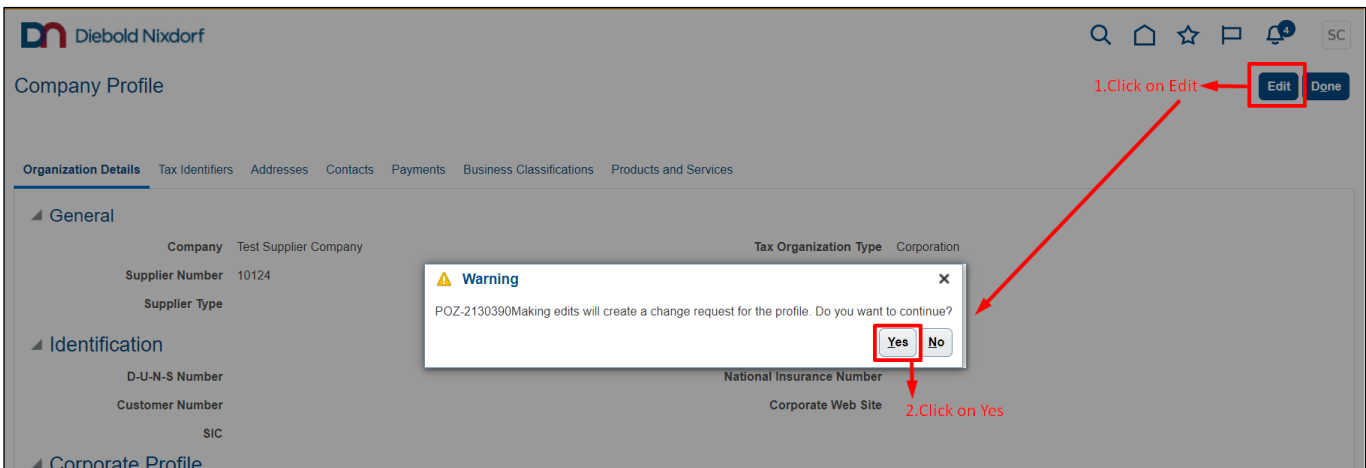 Diebold Nixdorf
4
SC
Company Profile
1.Click on Edit
Edit
Done
Organization Details Tax Identifiers Addresses Contacts Payments Business Classifications Products and Services
General
Company Test Supplier Company
Tax Organization Type Corporation
Supplier Number 10124
Supplier Type
Warning
POZ-2130390Making edits will create a change request for the profile. Do you want to continue?
Yes No
Identification
D-U-N-S Number
National Insurance Number
Customer Number
Corporate Web Site
2.Click on Yes
SIC
Corporate Profile